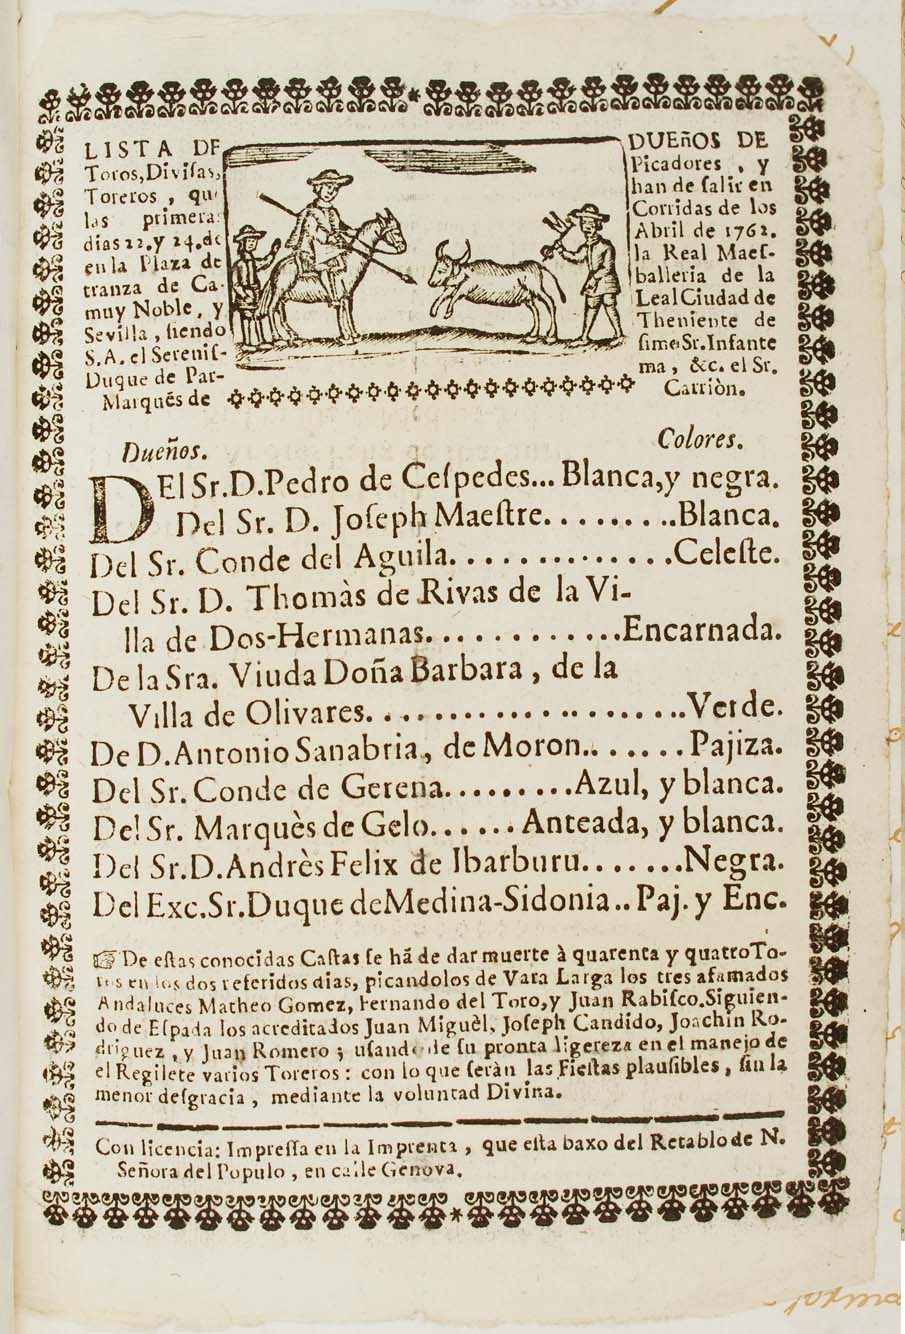 LISTA DE DUEñOS DE
Toros, Divisas, Picadores, y
Toreros, que han de ſalir en
las primeras Corridas de los
dias 22. y 24. de Abril de 1762.
en la Plaza de la Real Maeſ-
tranza de Ca- balleria de la
muy Noble, y Leal Ciudad de
Sevilla, ſiendo Theniente de
S.A. el Sereniſ- ſimo Sr. Infante
Duque de Par- ma, &c. el Sr.
Marquès de Carriòn.
Dueños. Colores.
DEl Sr. D. Pedro de Ceſpedes... Blanca, y negra.
Del Sr. D. Joſeph Maeſtre.........Blanca.
Del Sr. Conde del Aguila..............Celeſte.
Del Sr. D. Thomàs de Rivas de la Vi-
lla de Dos-Hermanas............Encarnada.
De la Sra. Viuda Doña Barbara, de la
Villa de Olivares....................Verde.
De D. Antonio Sanabria, de Moron.......Pajiza.
Del Sr. Conde de Gerena.........Azul, y blanca.
Del Sr. Marquès de Gelo......Anteada, y blanca.
Del Sr. D. Andrès Felix de Ibarburu.......Negra.
Del Exc. Sr. Duque de Medina-Sidonia.. Paj. y Enc.
☞ De eſtas conocidas Caſtas ſe hã de dar muerte à quarenta y quatro To-
ros en los dos referidos dias, picandolos de Vara Larga los tres afamados
Andaluces Matheo Gomez, Fernando del Toro, y Juan Rabiſco. Siguien-
do de Eſpada los acreditados Juan Miguèl, Joſeph Candido, Joachin Ro-
driguez, y Juan Romero; uſando de ſu pronta ligereza en el manejo de
el Regilete varios Toreros: con lo que ſeràn las Fieſtas plauſibles, ſin la
menor deſgracia, mediante la voluntad Divina.
Con licencia: Impreſſa en la Imprenta, que eſta baxo del Retablo de N.
Señora del Populo, en calle Genova.